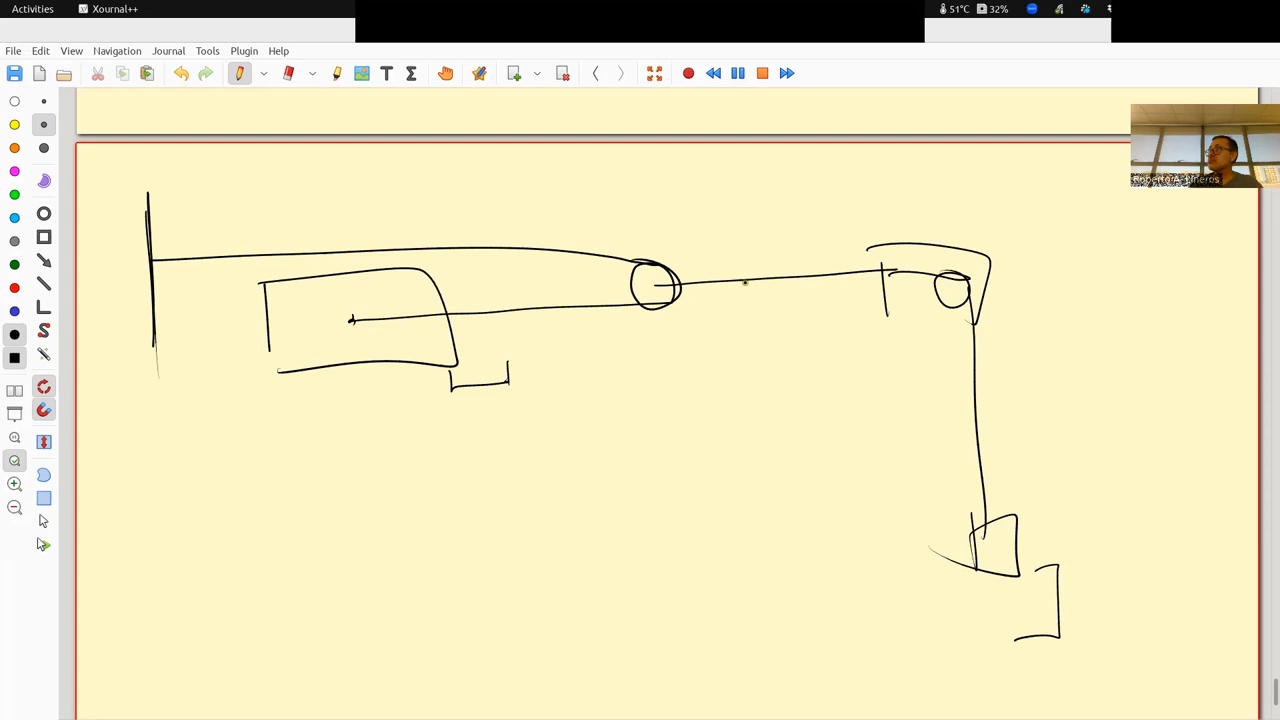 Activities Xournal++ 51°C 32%
File Edit View Navigation Journal Tools Plugin Help